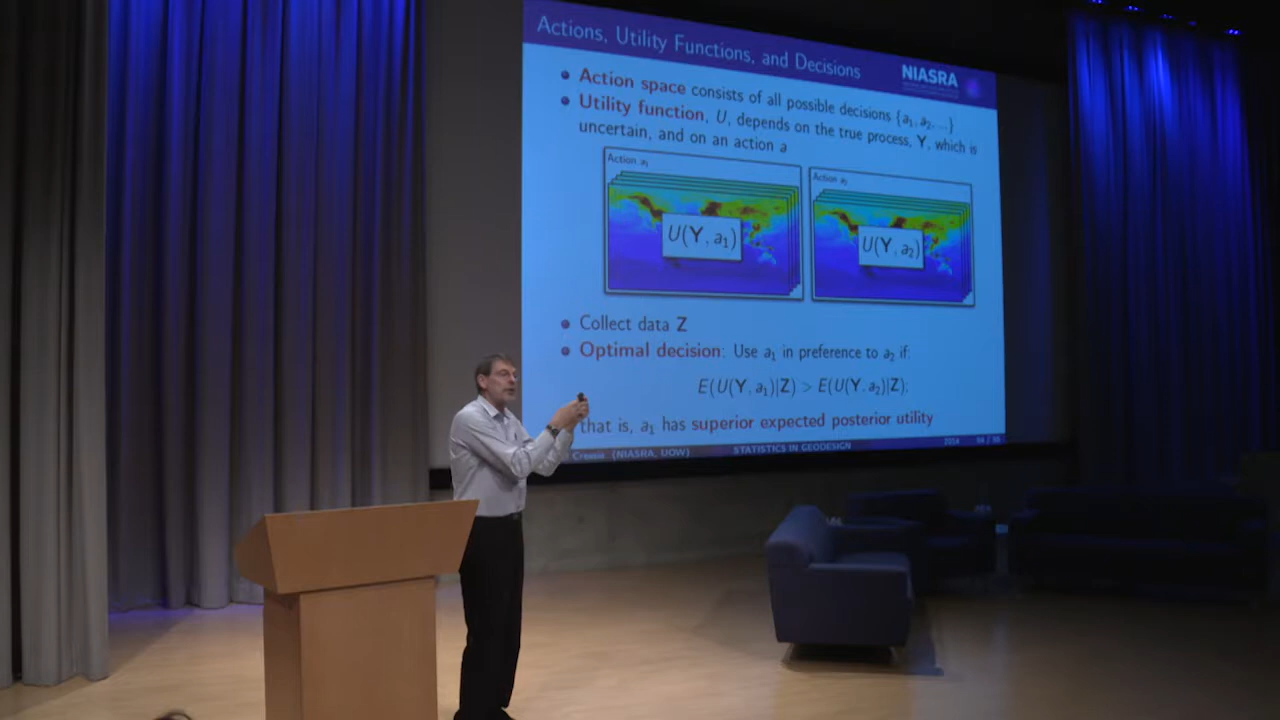 Actions, Utility Functions, and Decisions
NIASRA
Action space consists of all possible decisions {a₁, a₂, ...}
Utility function, U, depends on the true process, Y, which is
uncertain, and on an action a
Action a₁
Action a₂
U(Y, a₁)
U(Y, a₂)
Collect data Z
Optimal decision: Use a₁ in preference to a₂ if:
E(U(Y, a₁)|Z) > E(U(Y, a₂)|Z);
that is, a₁ has superior expected posterior utility
Cressie (NIASRA, UOW)
STATISTICS IN GEODESIGN
2014